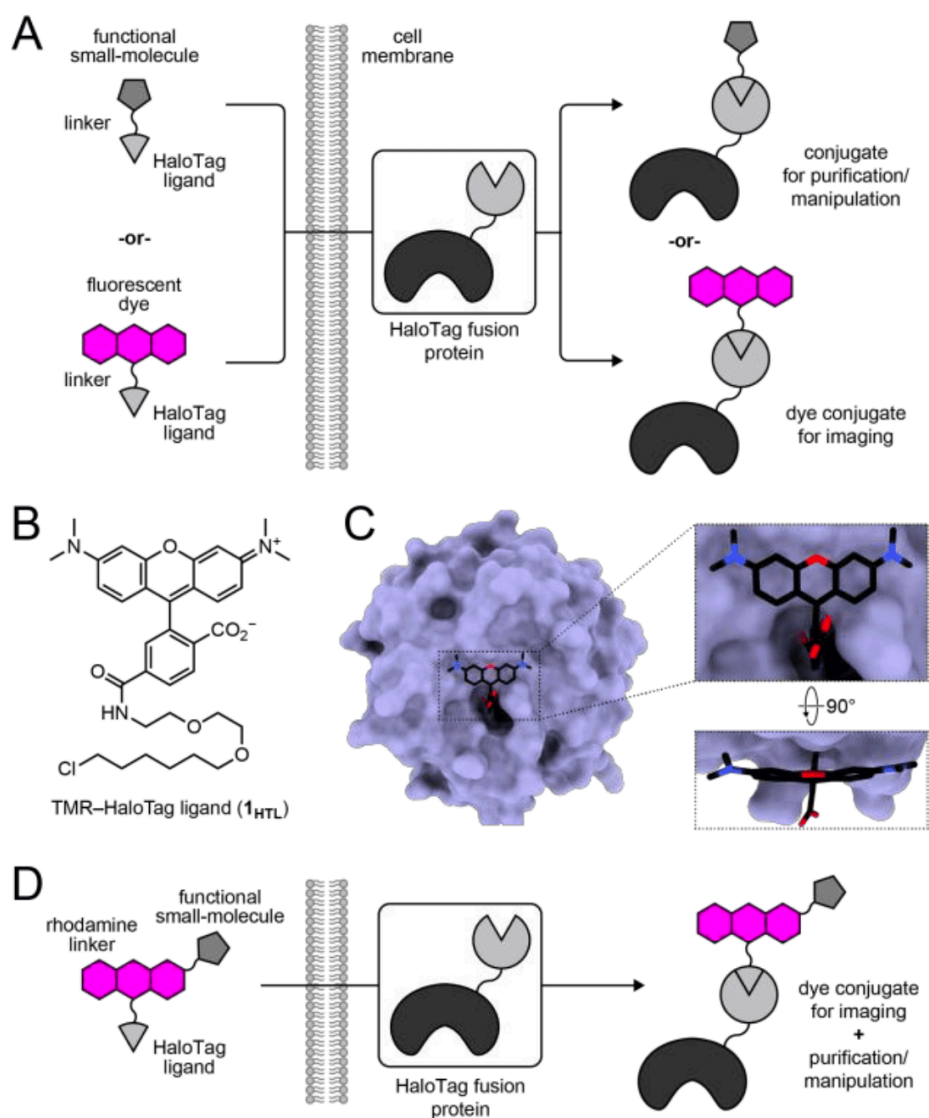 A
functional
small-molecule
linker
HaloTag
ligand
-or-
fluorescent
dye
linker
HaloTag
ligand
cell
membrane
HaloTag fusion
protein
conjugate
for purification/
manipulation
-or-
dye conjugate
for imaging
B
N
O
N+
CO2−
O
HN
O
O
Cl
TMR–HaloTag ligand (1HTL)
C
90°
D
rhodamine
linker
functional
small-molecule
HaloTag
ligand
HaloTag fusion
protein
dye conjugate
for imaging
+
purification/
manipulation